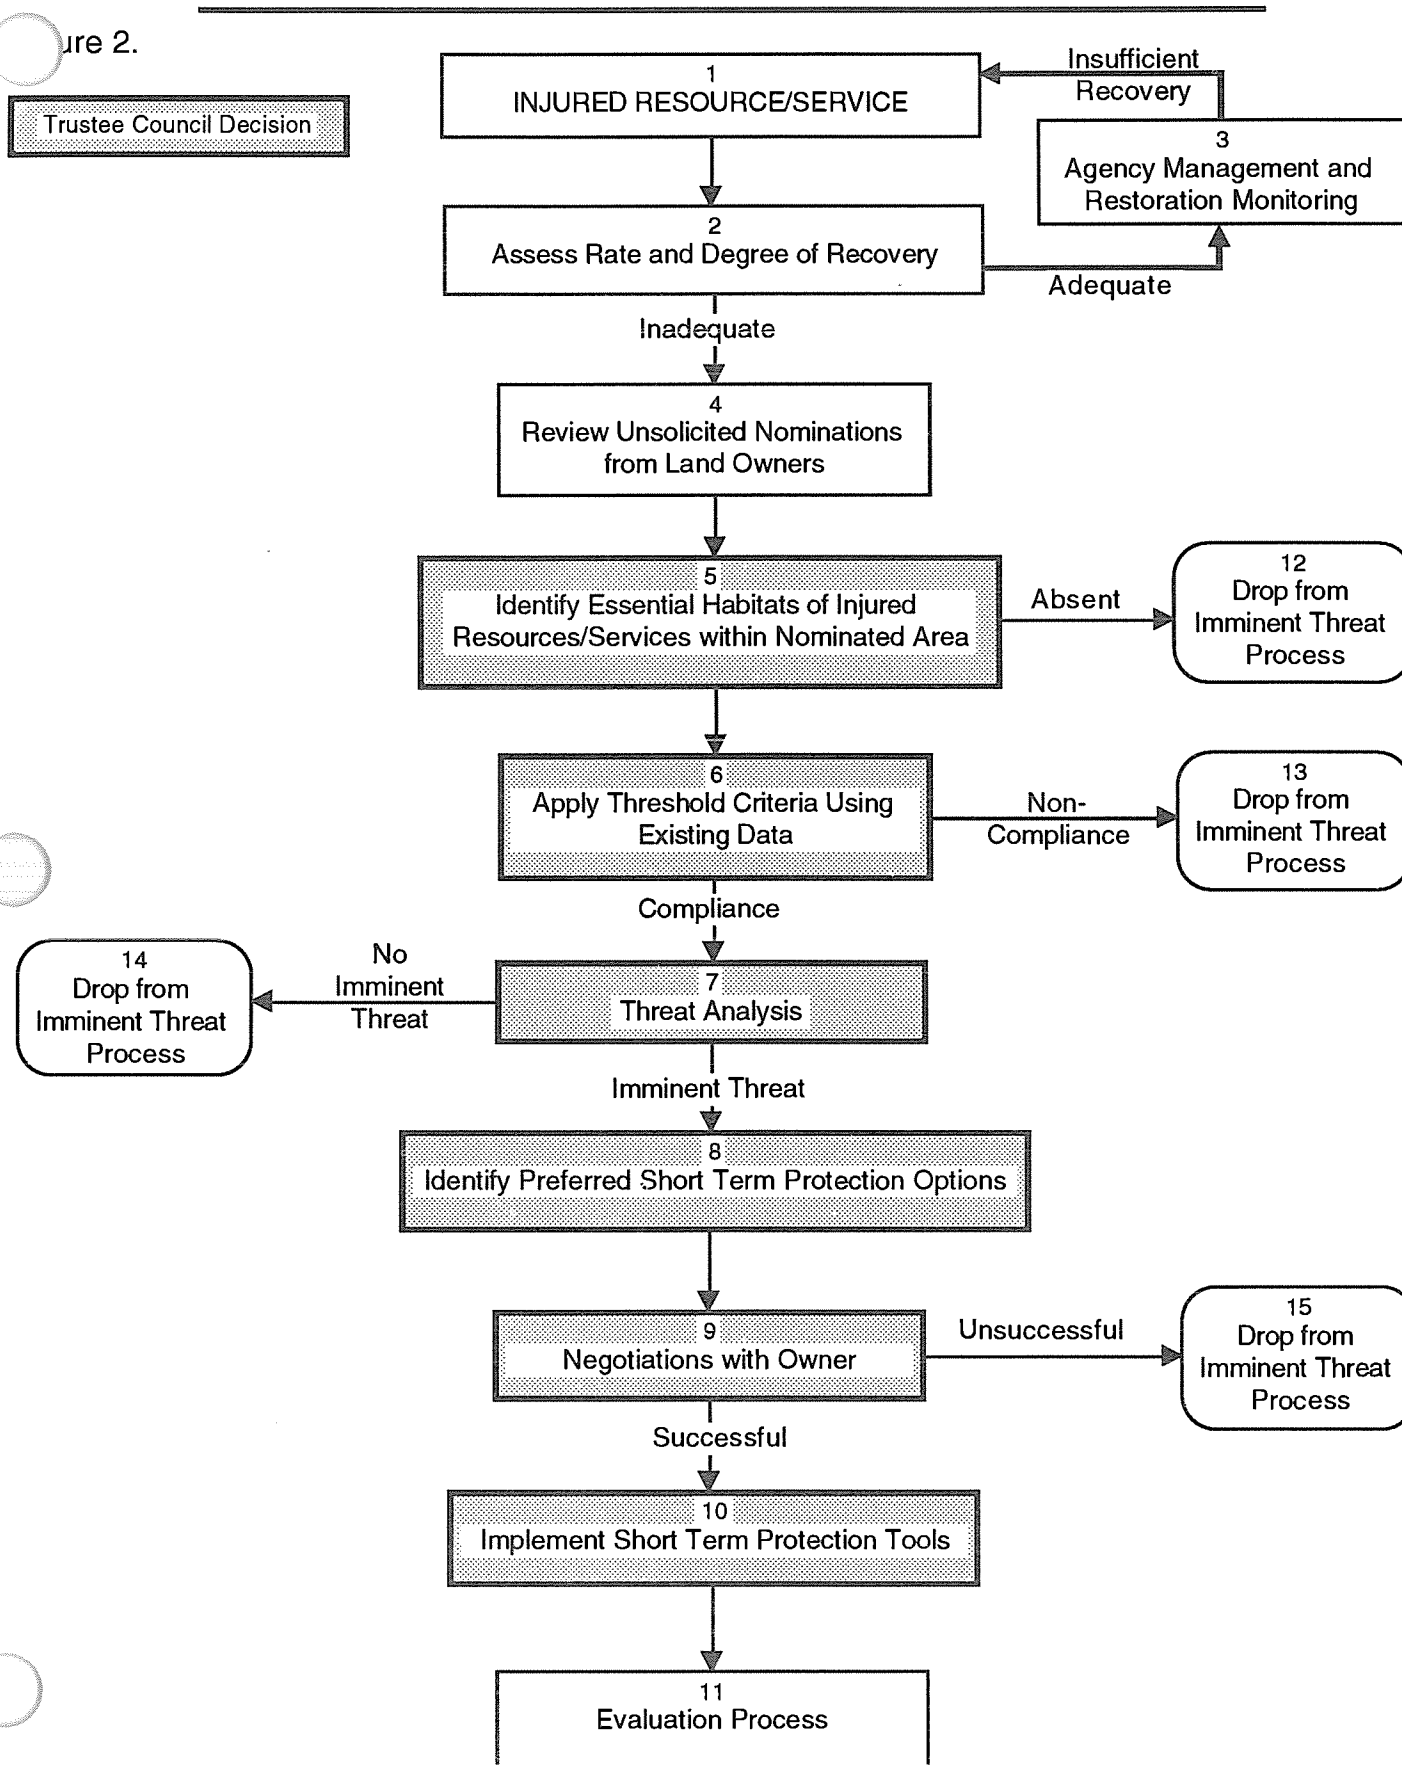 ure 2.
Trustee Council Decision
1
INJURED RESOURCE/SERVICE
Insufficient
Recovery
3
Agency Management and
Restoration Monitoring
2
Assess Rate and Degree of Recovery
Adequate
Inadequate
4
Review Unsolicited Nominations
from Land Owners
5
Identify Essential Habitats of Injured
Resources/Services within Nominated Area
Absent
12
Drop from
Imminent Threat
Process
6
Apply Threshold Criteria Using
Existing Data
Non-
Compliance
13
Drop from
Imminent Threat
Process
Compliance
14
Drop from
Imminent Threat
Process
No
Imminent
Threat
7
Threat Analysis
Imminent Threat
8
Identify Preferred Short Term Protection Options
9
Negotiations with Owner
Unsuccessful
15
Drop from
Imminent Threat
Process
Successful
10
Implement Short Term Protection Tools
11
Evaluation Process